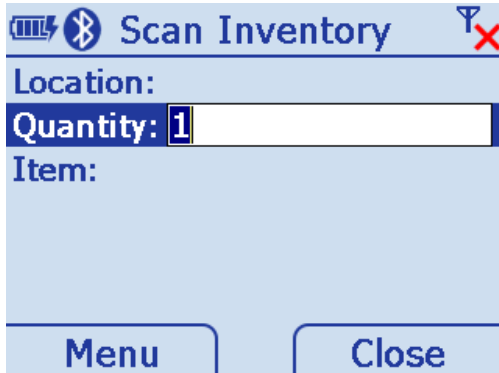 Scan Inventory
Location:
Quantity: 1
Item:
Menu Close